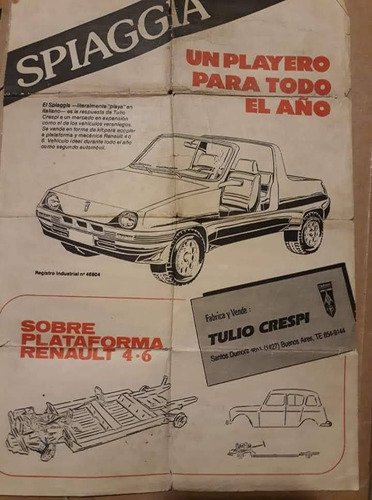 SPIAGGIA
UN PLAYERO
PARA TODO
EL AÑO
El Spiaggia —literalmente "playa" en
italiano— es la respuesta de Tulio
Crespi a un mercado en expansión
como el de los vehículos veraniegos.
Se vende en forma de kit para acoplar
a plataforma y mecánica Renault 4 o
6. Vehículo ideal durante todo el año
como segundo automóvil.
Registro Industrial nº 46904
Fabrica y Vende:
TULIO CRESPI
Santos Dumont (1427) Buenos Aires, TE 854-9144
SOBRE
PLATAFORMA
RENAULT 4-6